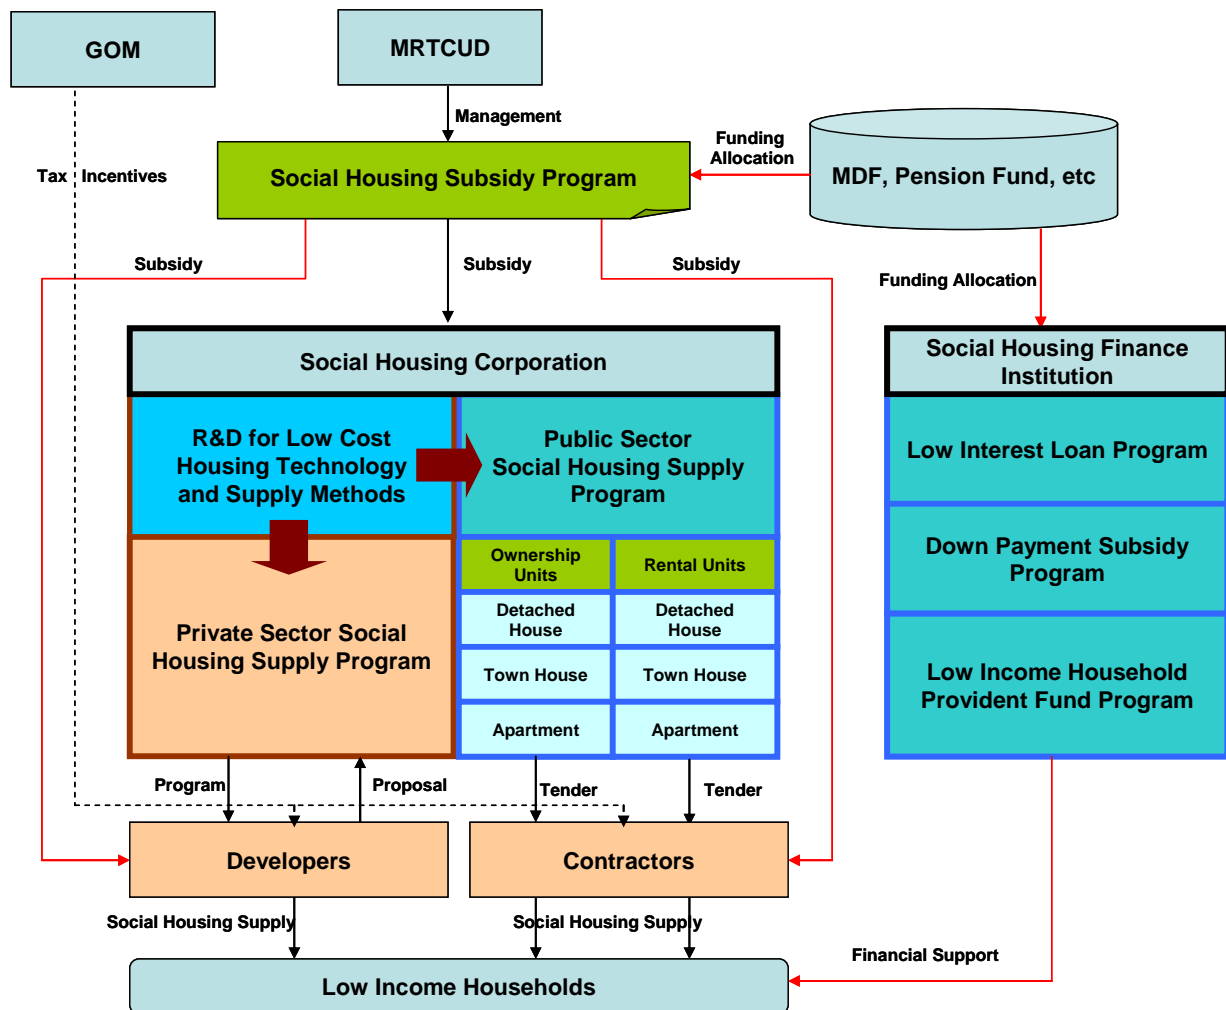 GOM
MRTCUD
Management
Funding
Allocation
Tax Incentives
Social Housing Subsidy Program
MDF, Pension Fund, etc
Subsidy
Subsidy
Subsidy
Funding Allocation
Social Housing Corporation
Social Housing Finance
Institution
R&D for Low Cost
Housing Technology
and Supply Methods
Public Sector
Social Housing Supply
Program
Low Interest Loan Program
Down Payment Subsidy
Program
Low Income Household
Provident Fund Program
Private Sector Social
Housing Supply Program
Ownership
Units
Rental Units
Detached
House
Detached
House
Town House
Town House
Apartment
Apartment
Program
Proposal
Tender
Tender
Developers
Contractors
Social Housing Supply
Social Housing Supply
Financial Support
Low Income Households